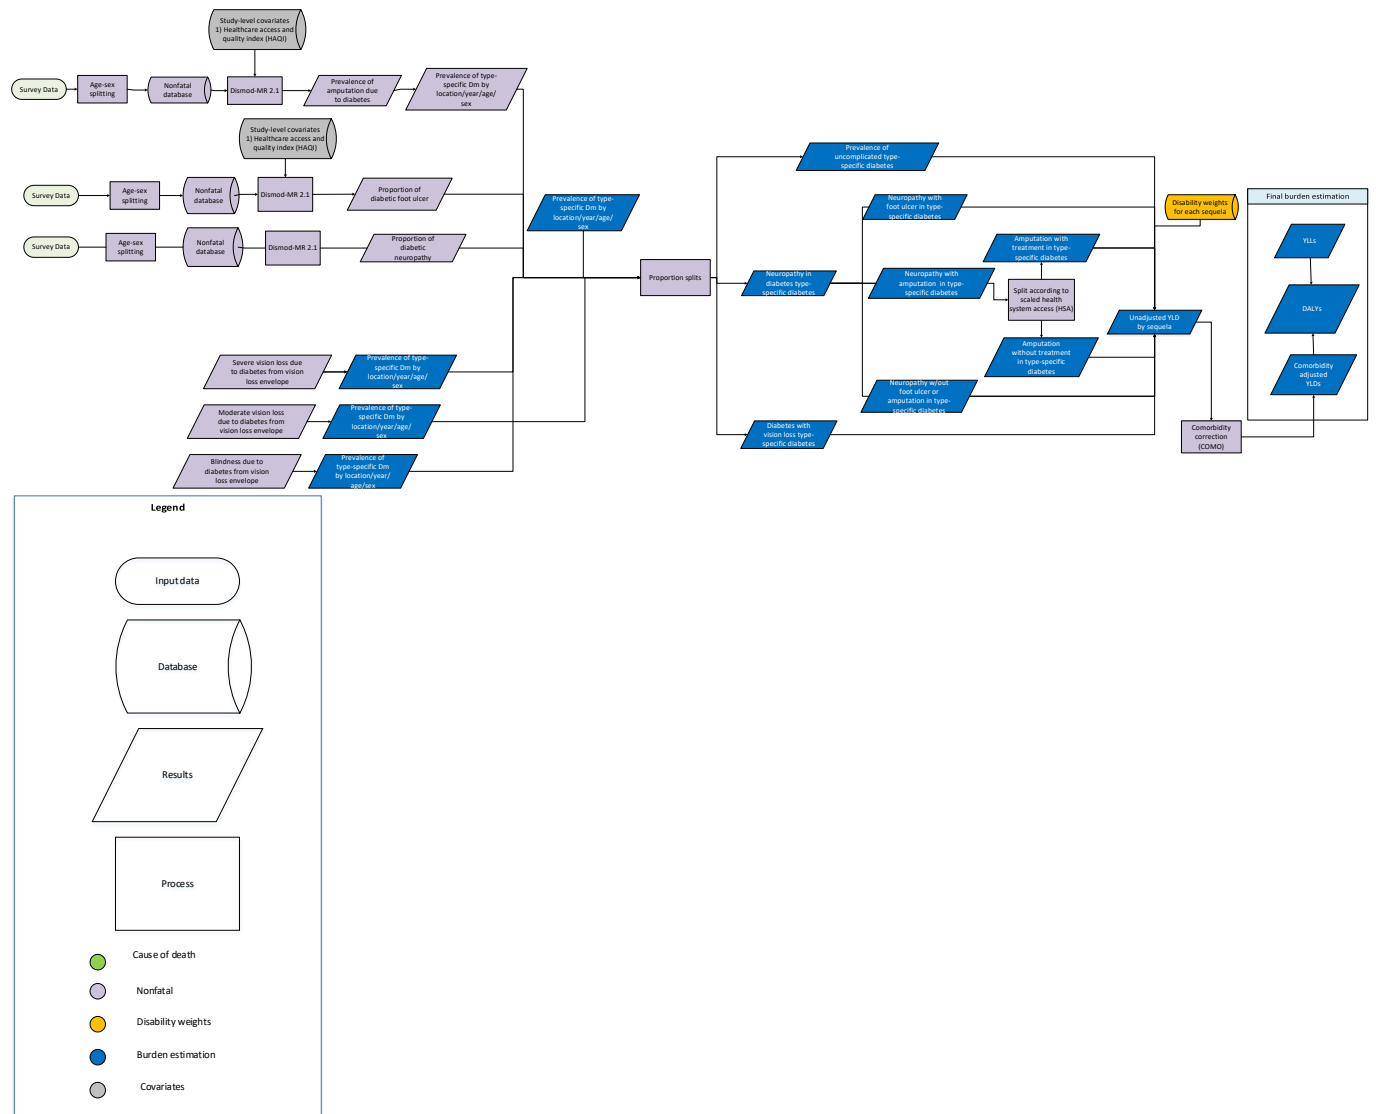 Study-level covariates
1) Healthcare access and
quality index (HAQI)
Survey Data
Age-sex
splitting
Nonfatal
database
Dismod-MR 2.1
Prevalence of
amputation due
to diabetes
Prevalence of type-
specific Dm by
location/year/age/
sex
Study-level covariates
1) Healthcare access and
quality index (HAQI)
Survey Data
Age-sex
splitting
Nonfatal
database
Dismod-MR 2.1
Proportion of
diabetic foot ulcer
Survey Data
Age-sex
splitting
Nonfatal
database
Dismod-MR 2.1
Proportion of
diabetic
neuropathy
Prevalence of type-
specific Dm by
location/year/age/
sex
Severe vision loss due
to diabetes from vision
loss envelope
Prevalence of type-
specific Dm by
location/year/age/
sex
Moderate vision loss
due to diabetes from
vision loss envelope
Prevalence of type-
specific Dm by
location/year/age/
sex
Blindness due to
diabetes from vision
loss envelope
Prevalence of
type-specific Dm
by location/year/
age/sex
Proportion splits
Prevalence of
uncomplicated type-
specific diabetes
Neuropathy in
diabetes type-
specific diabetes
Diabetes with
vision loss type-
specific diabetes
Neuropathy with
foot ulcer in type-
specific diabetes
Neuropathy with
amputation in type-
specific diabetes
Neuropathy w/out
foot ulcer or
amputation in type-
specific diabetes
Amputation with
treatment in type-
specific diabetes
Split according to
scaled health
system access (HSA)
Amputation
without treatment
in type-specific
diabetes
Disability weights
for each sequela
Unadjusted YLD
by sequela
Comorbidity
correction
(COMO)
Final burden estimation
YLLs
DALYs
Comorbidity
adjusted
YLDs
Legend
Input data
Database
Results
Process
Cause of death
Nonfatal
Disability weights
Burden estimation
Covariates